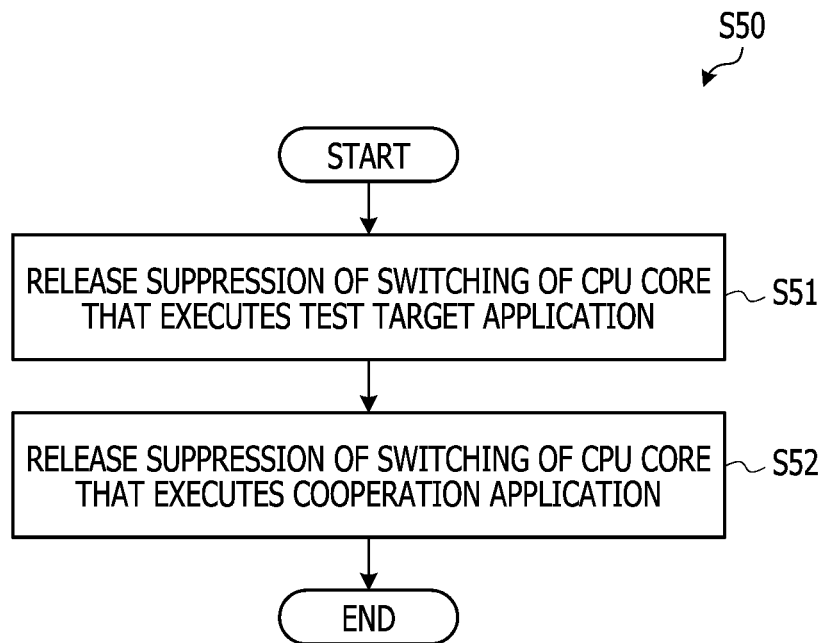 S50
START
RELEASE SUPPRESSION OF SWITCHING OF CPU CORE
THAT EXECUTES TEST TARGET APPLICATION
S51
RELEASE SUPPRESSION OF SWITCHING OF CPU CORE
THAT EXECUTES COOPERATION APPLICATION
S52
END